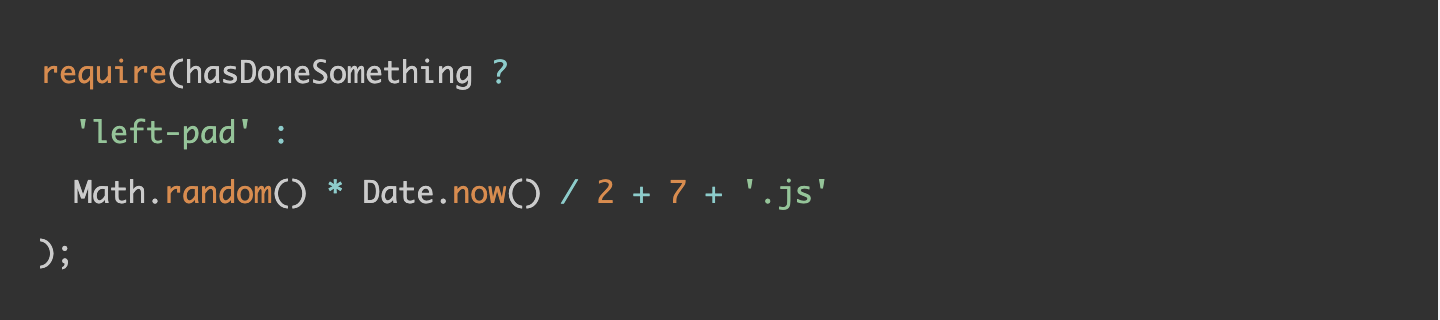 require(hasDoneSomething ?
  'left-pad' :
  Math.random() * Date.now() / 2 + 7 + '.js'
);